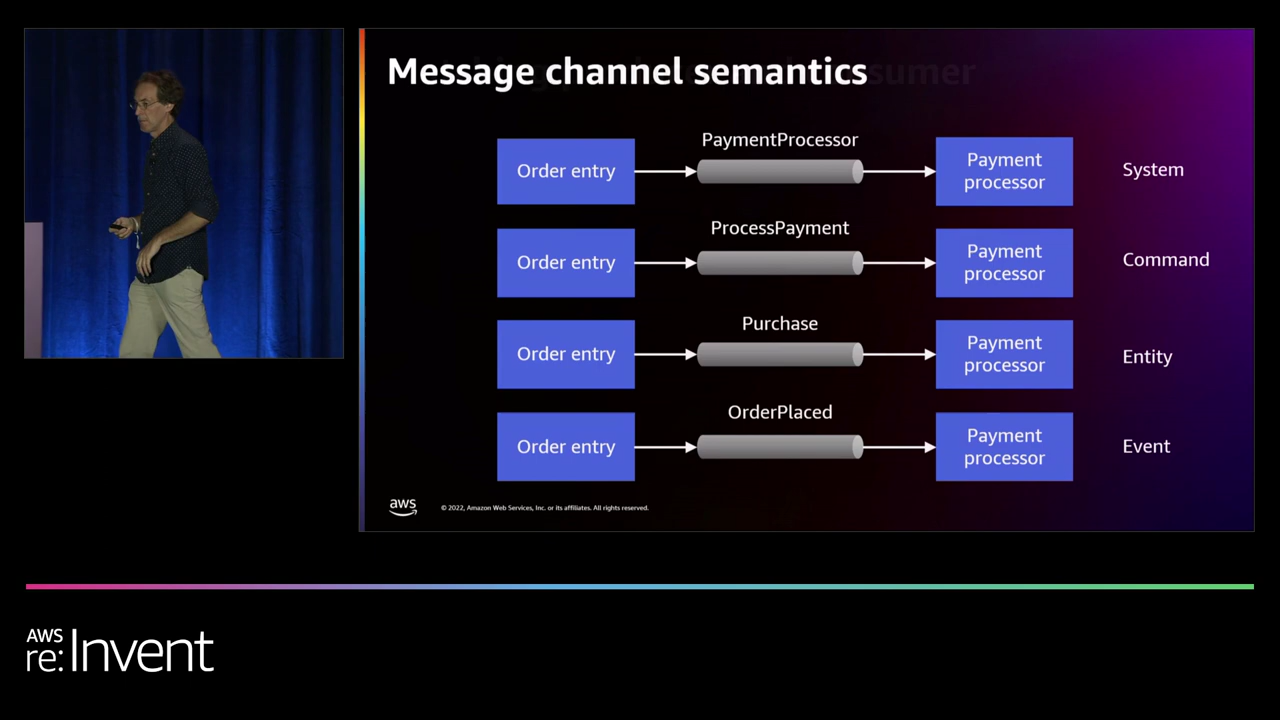 Message channel semantics
PaymentProcessor
Order entry
Payment
processor
System
ProcessPayment
Order entry
Payment
processor
Command
Purchase
Order entry
Payment
processor
Entity
OrderPlaced
Order entry
Payment
processor
Event
aws
© 2022, Amazon Web Services, Inc. or its affiliates. All rights reserved.
AWS
re:Invent